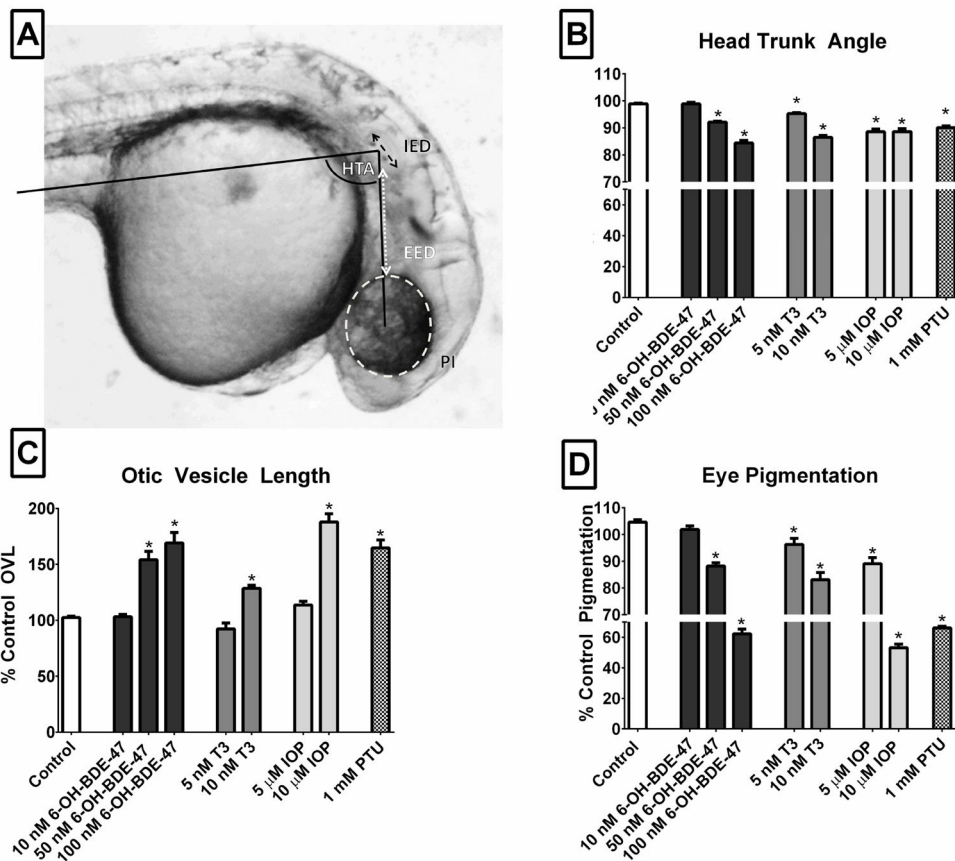 A
IED
HTA
EED
PI
B
Head Trunk Angle
110
100
90
80
70
60
40
20
0
Control
nM 6-OH-BDE-47
50 nM 6-OH-BDE-47
100 nM 6-OH-BDE-47
5 nM T3
10 nM T3
5 μM IOP
10 μM IOP
1 mM PTU
* * * * * * *
C
Otic Vesicle Length
% Control OVL
200
150
100
50
0
Control
10 nM 6-OH-BDE-47
50 nM 6-OH-BDE-47
100 nM 6-OH-BDE-47
5 nM T3
10 nM T3
5 μM IOP
10 μM IOP
1 mM PTU
* * * * *
D
Eye Pigmentation
% Control Pigmentation
110
100
90
80
70
60
40
20
0
Control
10 nM 6-OH-BDE-47
50 nM 6-OH-BDE-47
100 nM 6-OH-BDE-47
5 nM T3
10 nM T3
5 μM IOP
10 μM IOP
1 mM PTU
* * * * * * *